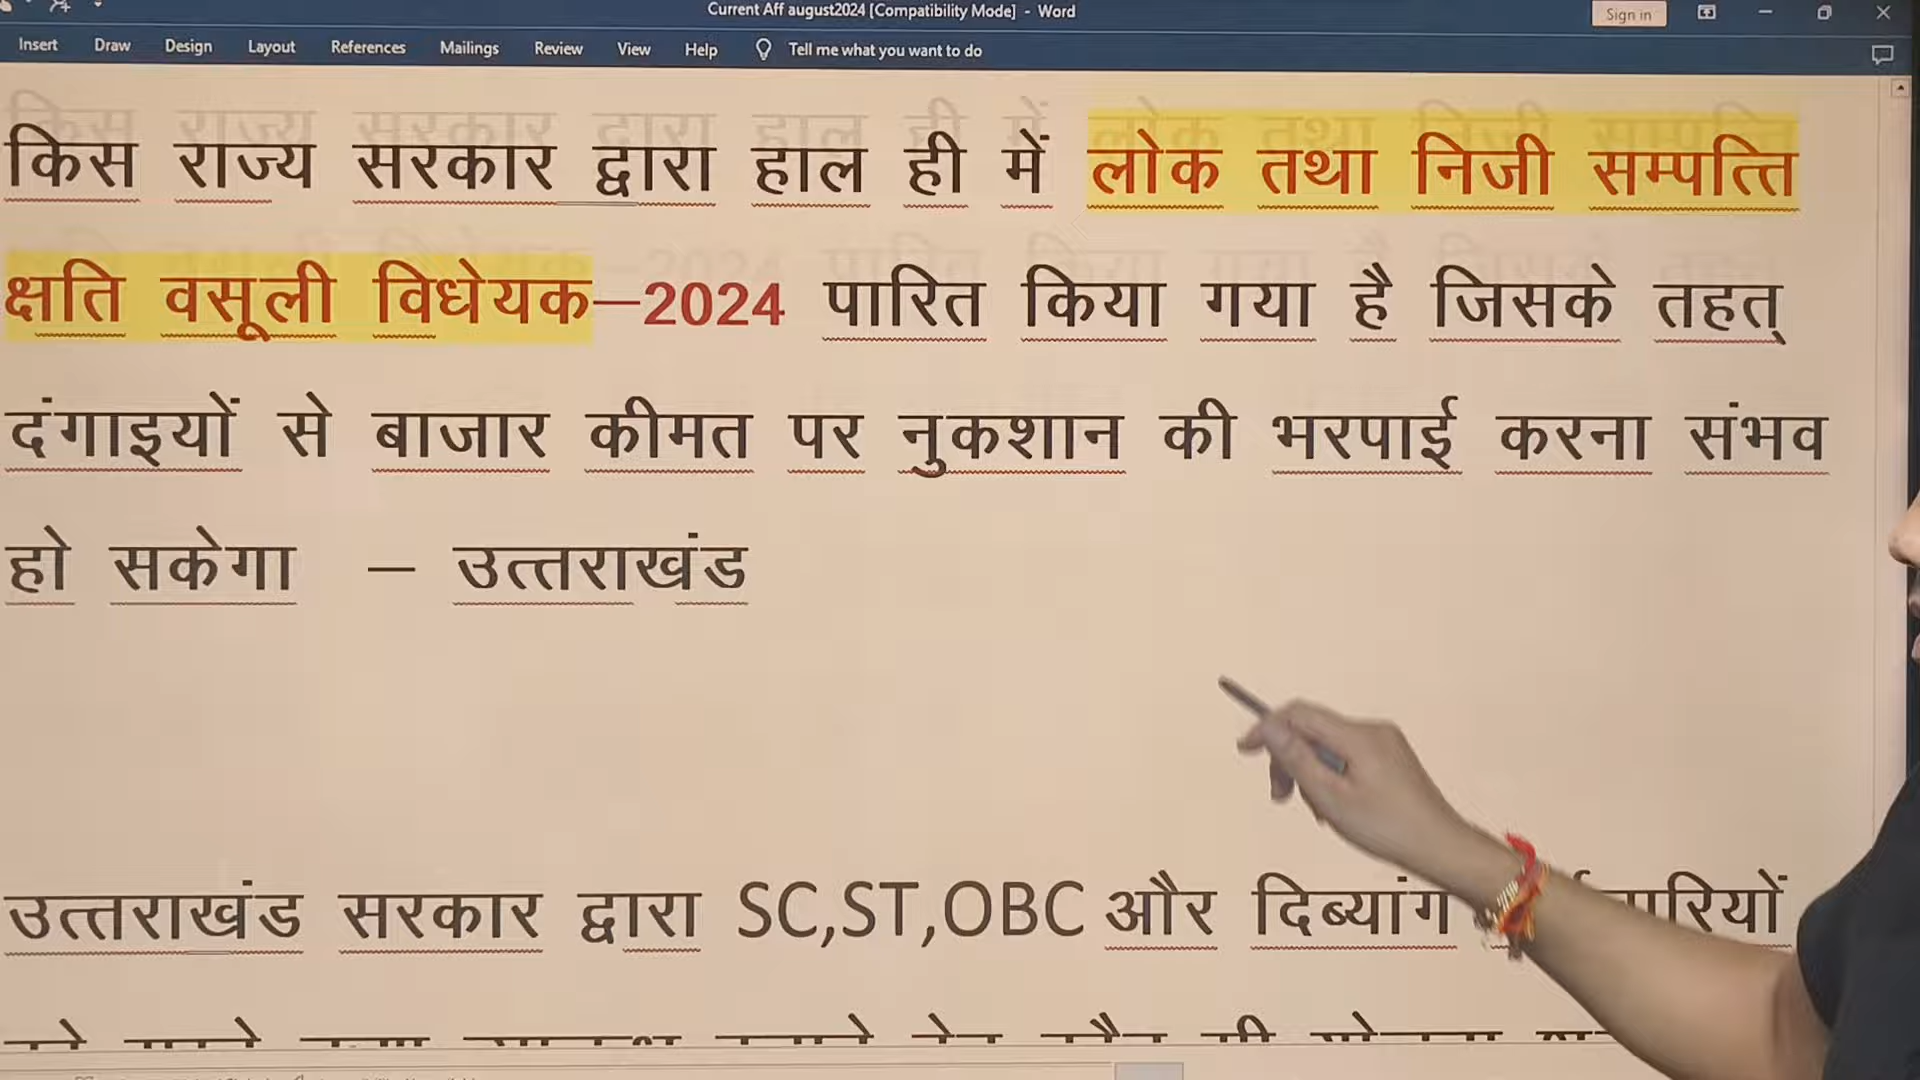 Current Aff august2024 [Compatibility Mode] - Word
Sign in
Insert Draw Design Layout References Mailings Review View Help Tell me what you want to do
किस राज्य सरकार द्वारा हाल ही में लोक तथा निजी सम्पत्ति
क्षति वसूली विधेयक–2024 पारित किया गया है जिसके तहत्
दंगाइयों से बाजार कीमत पर नुकशान की भरपाई करना संभव
हो सकेगा – उत्तराखंड
उत्तराखंड सरकार द्वारा SC,ST,OBC और दिब्यांग